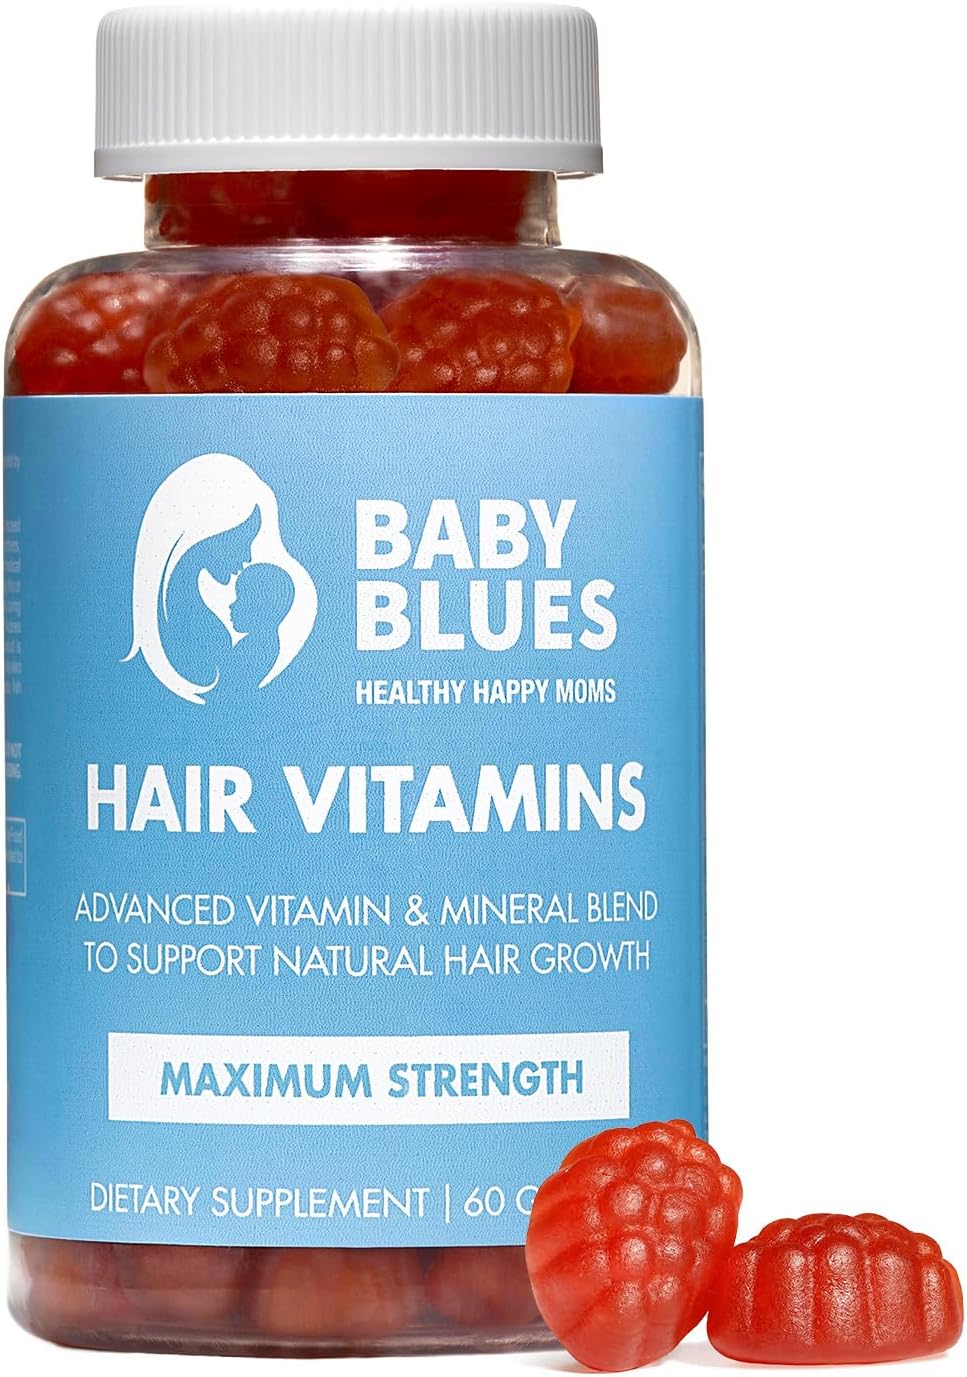 BABY
BLUES
HEALTHY HAPPY MOMS
HAIR VITAMINS
ADVANCED VITAMIN & MINERAL BLEND
TO SUPPORT NATURAL HAIR GROWTH
MAXIMUM STRENGTH
DIETARY SUPPLEMENT | 60 G